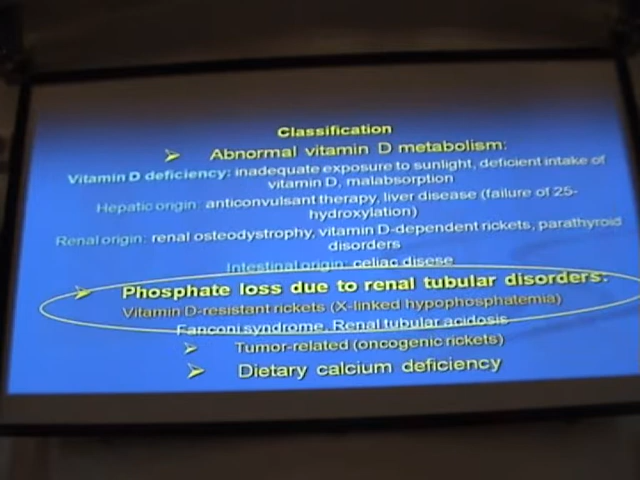 Classification
Abnormal vitamin D metabolism:
Vitamin D deficiency: inadequate exposure to sunlight, deficient intake of
vitamin D, malabsorption
Hepatic origin: anticonvulsant therapy, liver disease (failure of 25-
hydroxylation)
Renal origin: renal osteodystrophy, vitamin D-dependent rickets, parathyroid
disorders
Intestinal origin: celiac disese
Phosphate loss due to renal tubular disorders:
Vitamin D-resistant rickets (X-linked hypophosphatemia)
Fanconi syndrome, Renal tubular acidosis
Tumor-related (oncogenic rickets)
Dietary calcium deficiency